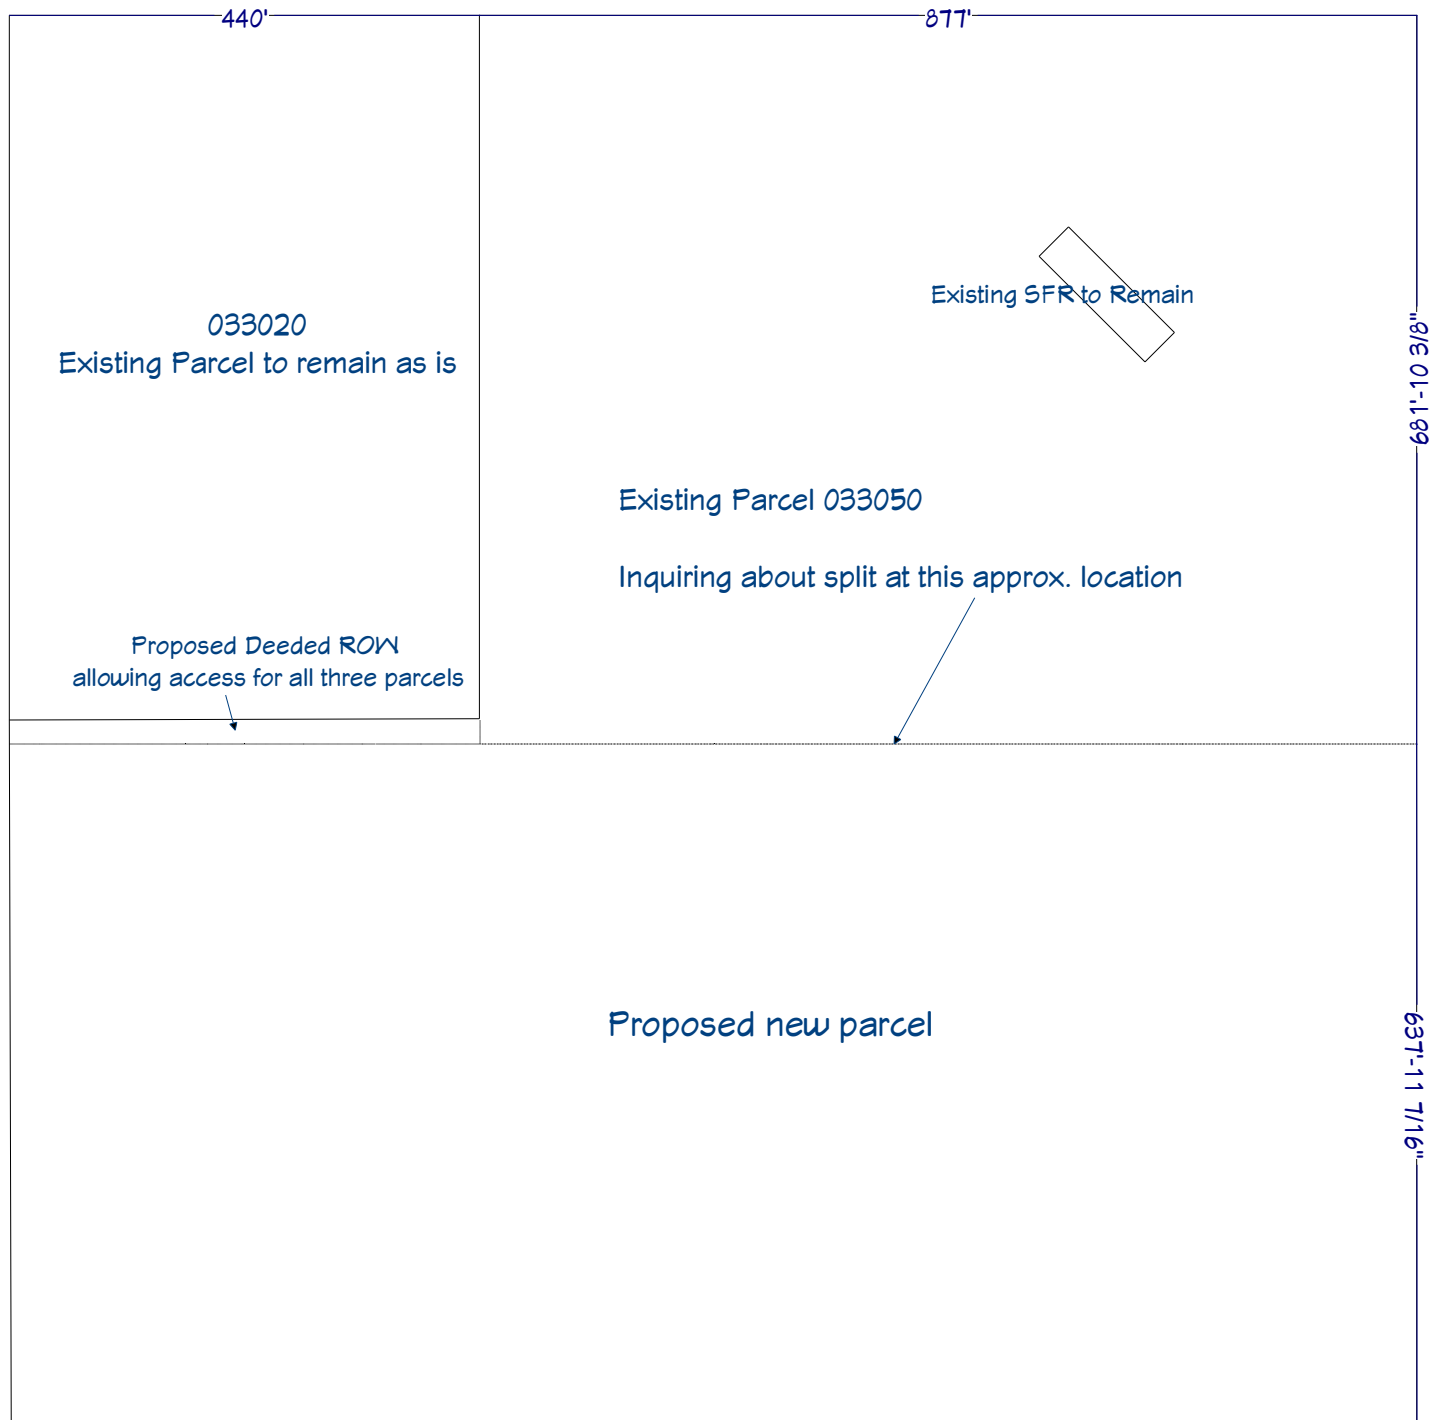 440'
877'
Existing SFR to Remain
033020
Existing Parcel to remain as is
681'-10 3/8"
Existing Parcel 033050
Inquiring about split at this approx. location
Proposed Deeded ROW
allowing access for all three parcels
Proposed new parcel
637'-11 7/16"